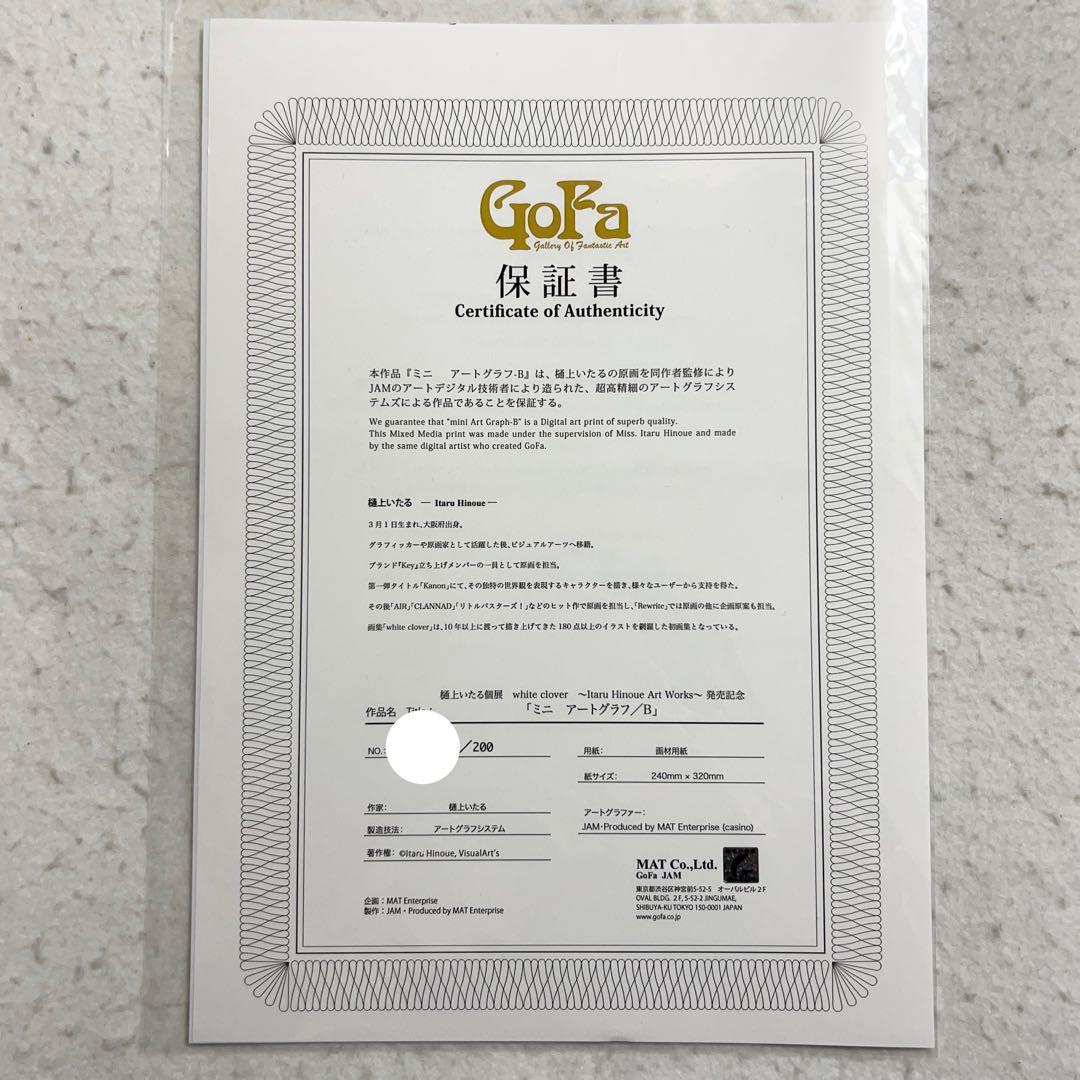 GoFa
Gallery Of Fantastic Art
保証書
Certificate of Authenticity
本作品『ミニ　アートグラフ-B』は、樋上いたるの原画を同作者監修により
JAMのアートデジタル技術者により造られた、超高精細のアートグラフシス
テムズによる作品であることを保証する。
We guarantee that "mini Art Graph-B" is a Digital art print of superb quality.
This Mixed Media print was made under the supervision of Miss. Itaru Hinoue and made
by the same digital artist who created GoFa.
樋上いたる　― Itaru Hinoue ―
3月1日生まれ、大阪府出身。
グラフィッカーや原画家として活躍した後、ビジュアルアーツへ移籍。
ブランド『Key』立ち上げメンバーの一員として原画を担当。
第一弾タイトル「Kanon」にて、その独特の世界観を表現するキャラクターを描き、様々なユーザーから支持を得た。
その後「AIR」「CLANNAD」「リトルバスターズ！」などのヒット作で原画を担当し、「Rewrite」では原画の他に企画原案も担当。
画集「white clover」は、10年以上に渡って描き上げてきた180点以上のイラストを網羅した初画集となっている。
樋上いたる個展　white clover　～Itaru Hinoue Art Works～ 発売記念
作品名　「ミニ　アートグラフ／B」
NO.: ／200
用紙:　画材用紙
紙サイズ:　240mm × 320mm
作家:　樋上いたる
アートグラファー:
製造技法:　アートグラフシステム
JAM・Produced by MAT Enterprise (casino)
著作権: ©Itaru Hinoue, VisualArt's
MAT Co.,Ltd.
GoFa JAM
東京都渋谷区神宮前5-52-5　オーバルビル2F
OVAL BLDG. 2F, 5-52-2 JINGUMAE,
SHIBUYA-KU TOKYO 150-0001 JAPAN
www.gofa.co.jp
企画：MAT Enterprise
製作：JAM・Produced by MAT Enterprise